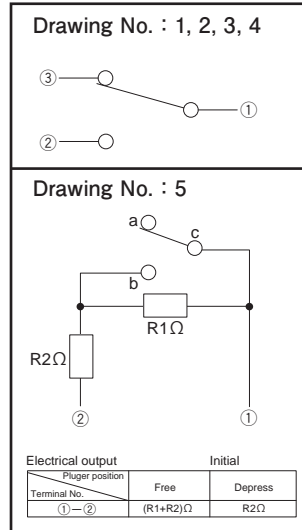 Drawing No. : 1, 2, 3, 4
③
①
②
Drawing No. : 5
a
c
b
R1Ω
R2Ω
②
①
Electrical output Initial
Pluger position
Terminal No.
Free
Depress
①—②
(R1+R2)Ω
R2Ω